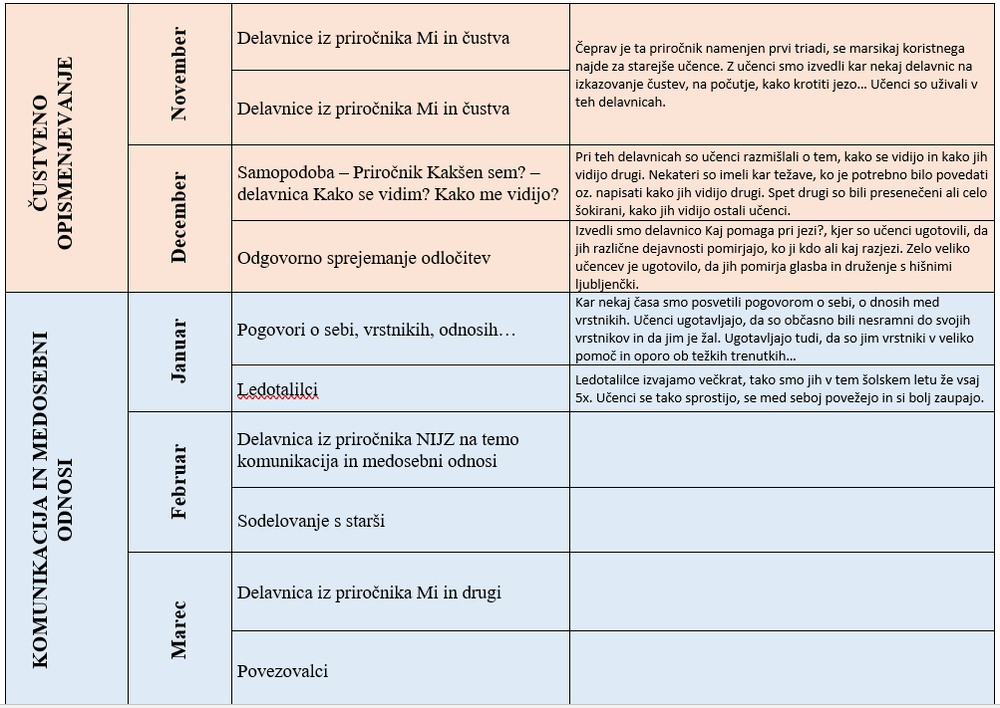 ČUSTVENO
OPISMENJEVANJE
November
Delavnice iz priročnika Mi in čustva
Delavnice iz priročnika Mi in čustva
Čeprav je ta priročnik namenjen prvi triadi, se marsikaj koristnega
najde za starejše učence. Z učenci smo izvedli kar nekaj delavnic na
izkazovanje čustev, na počutje, kako krotiti jezo… Učenci so uživali v
teh delavnicah.
December
Samopodoba – Priročnik Kakšen sem? –
delavnica Kako se vidim? Kako me vidijo?
Pri teh delavnicah so učenci razmišlali o tem, kako se vidijo in kako jih
vidijo drugi. Nekateri so imeli kar težave, ko je potrebno bilo povedati
oz. napisati kako jih vidijo drugi. Spet drugi so bili presenečeni ali celo
šokirani, kako jih vidijo ostali učenci.
Odgovorno sprejemanje odločitev
Izvedli smo delavnico Kaj pomaga pri jezi?, kjer so učenci ugotovili, da
jih različne dejavnosti pomirjajo, ko ji kdo ali kaj razjezi. Zelo veliko
učencev je ugotovilo, da jih pomirja glasba in druženje s hišnimi
ljubljenčki.
KOMUNIKACIJA IN MEDOSEBNI
ODNOSI
Januar
Pogovori o sebi, vrstnikih, odnosih…
Kar nekaj časa smo posvetili pogovorom o sebi, o dnosih med
vrstnikih. Učenci ugotavljajo, da so občasno bili nesramni do svojih
vrstnikov in da jim je žal. Ugotavljajo tudi, da so jim vrstniki v veliko
pomoč in oporo ob težkih trenutkih…
Ledotalilci
Ledotalilce izvajamo večkrat, tako smo jih v tem šolskem letu že vsaj
5x. Učenci se tako sprostijo, se med seboj povežejo in si bolj zaupajo.
Februar
Delavnica iz priročnika NIJZ na temo
komunikacija in medosebni odnosi
Sodelovanje s starši
Marec
Delavnica iz priročnika Mi in drugi
Povezovalci